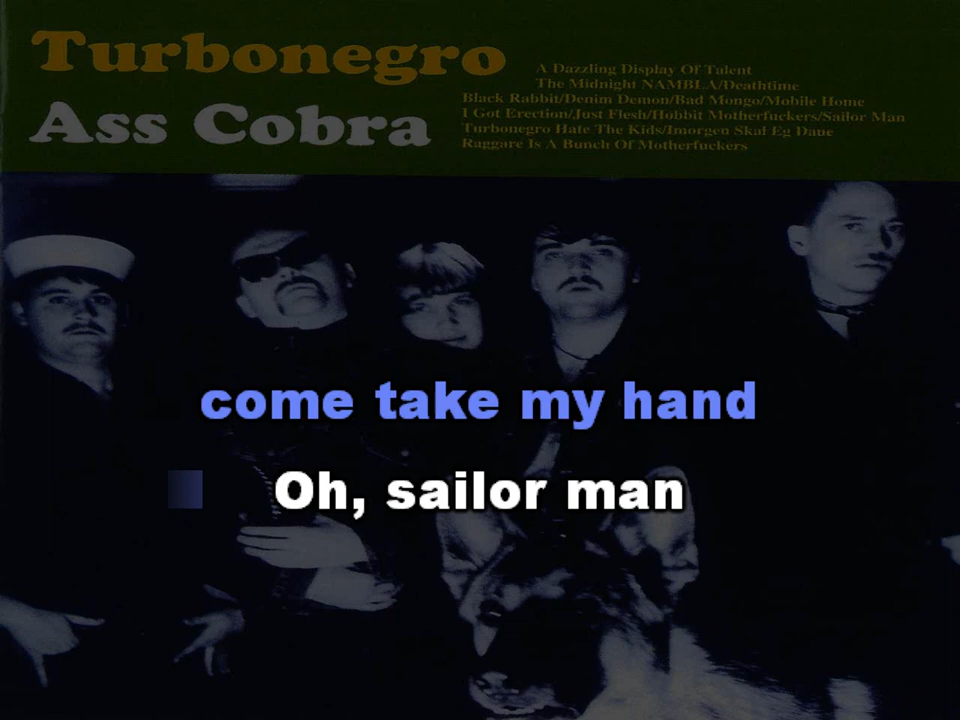 Turbonegro
Ass Cobra
A Dazzling Display Of Talent
The Midnight NAMBLA/Deathtime
Black Rabbit/Denim Demon/Bad Mongo/Mobile Home
I Got Erection/Just Flesh/Hobbit Motherfuckers/Sailor Man
Turbonegro Hate The Kids/Imorgen Skal Eg Daue
Raggare Is A Bunch Of Motherfuckers
come take my hand
Oh, sailor man